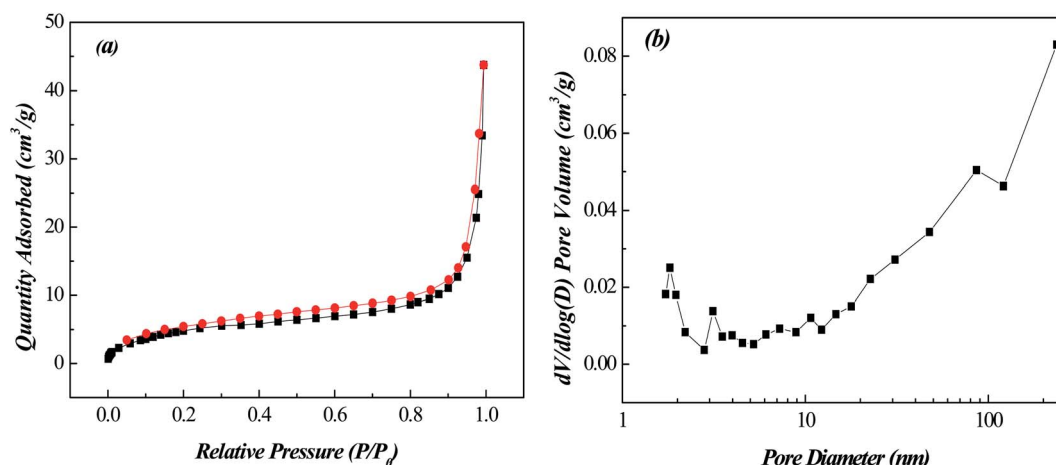 (a)
50
40
30
20
10
0
Quantity Adsorbed (cm³/g)
0.0 0.2 0.4 0.6 0.8 1.0
Relative Pressure (P/P₀)
(b)
0.08
0.06
0.04
0.02
0.00
dV/dlog(D) Pore Volume (cm³/g)
1 10 100
Pore Diameter (nm)